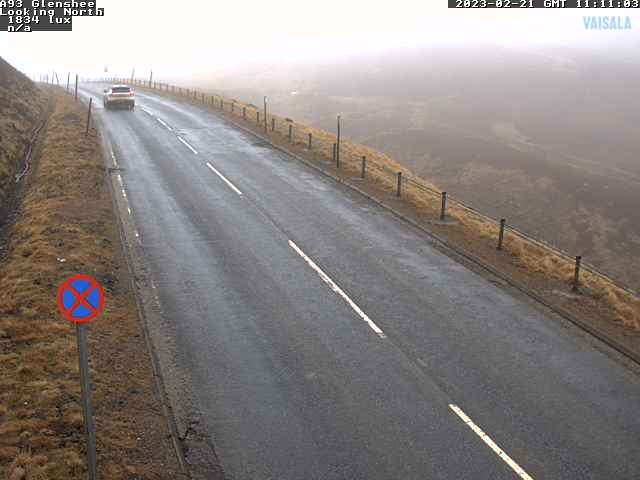 A93 Glenshee
Looking North
1834 lux
n/a
2023-02-21 GMT 11:11:03
VAISALA